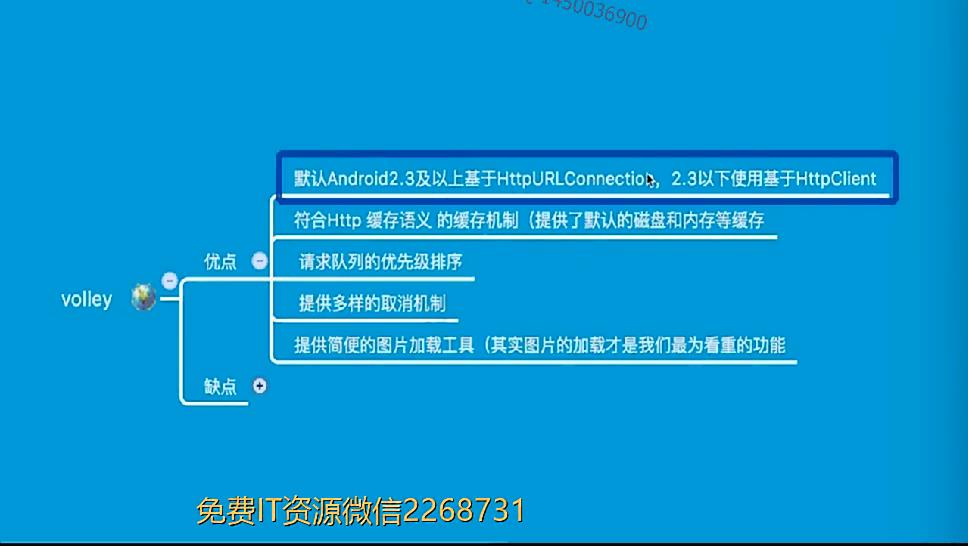 1450036900
默认Android2.3及以上基于HttpURLConnection，2.3以下使用基于HttpClient
符合Http 缓存语义 的缓存机制（提供了默认的磁盘和内存等缓存
优点
请求队列的优先级排序
volley
提供多样的取消机制
提供简便的图片加载工具（其实图片的加载才是我们最为看重的功能
缺点
免费IT资源微信2268731